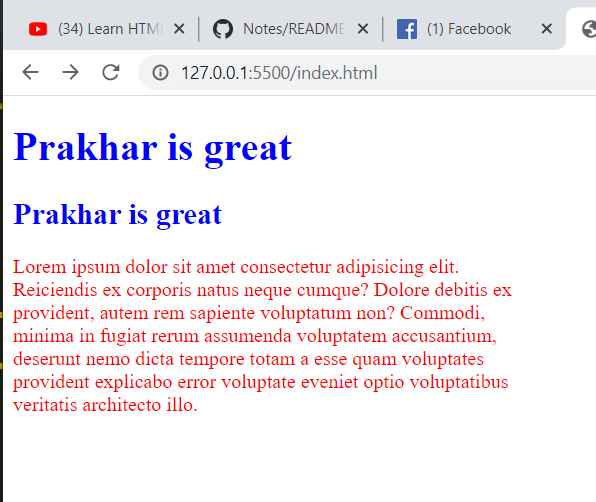 (34) Learn HTM
Notes/README
(1) Facebook
127.0.0.1:5500/index.html
Prakhar is great
Prakhar is great
Lorem ipsum dolor sit amet consectetur adipisicing elit.
Reiciendis ex corporis natus neque cumque? Dolore debitis ex
provident, autem rem sapiente voluptatum non? Commodi,
minima in fugiat rerum assumenda voluptatem accusantium,
deserunt nemo dicta tempore totam a esse quam voluptates
provident explicabo error voluptate eveniet optio voluptatibus
veritatis architecto illo.